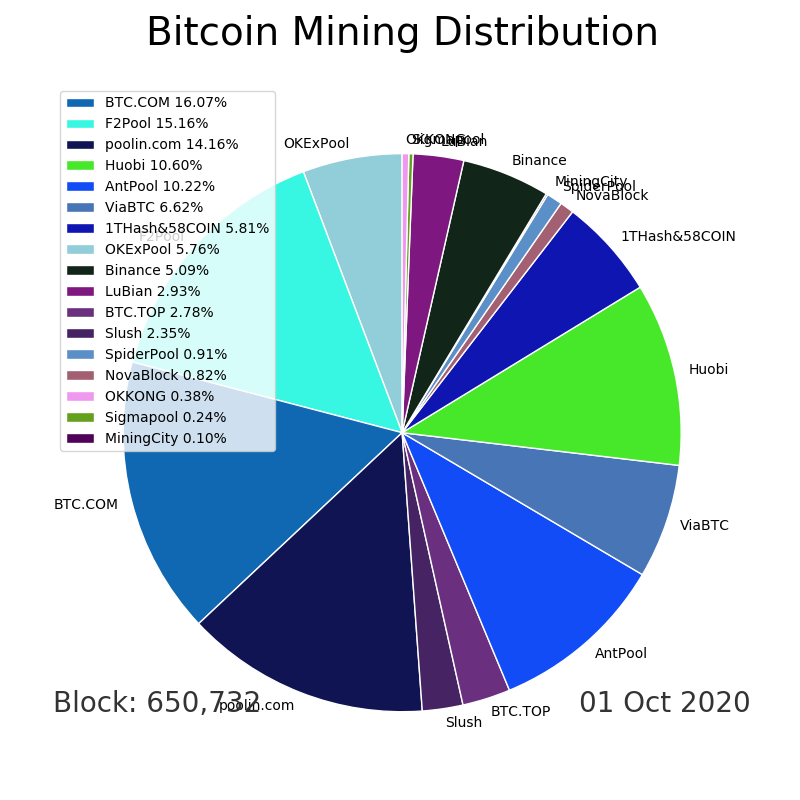 Bitcoin Mining Distribution
BTC.COM 16.07%
F2Pool 15.16%
poolin.com 14.16%
Huobi 10.60%
AntPool 10.22%
ViaBTC 6.62%
1THash&58COIN 5.81%
OKExPool 5.76%
Binance 5.09%
LuBian 2.93%
BTC.TOP 2.78%
Slush 2.35%
SpiderPool 0.91%
NovaBlock 0.82%
OKKONG 0.38%
Sigmapool 0.24%
MiningCity 0.10%
OKExPool
OKKONG
Sigmapool
LuBian
Binance
MiningCity
SpiderPool
NovaBlock
1THash&58COIN
F2Pool
Huobi
BTC.COM
ViaBTC
AntPool
poolin.com
Slush
BTC.TOP
Block: 650,732
01 Oct 2020